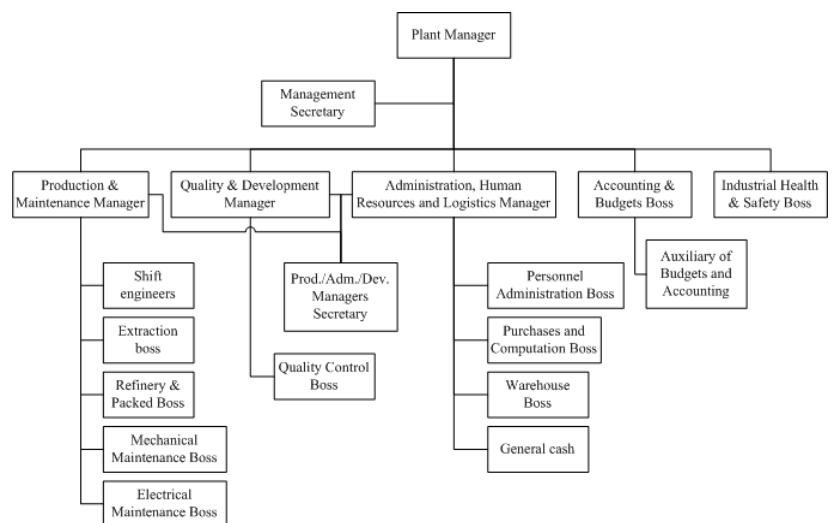 Plant Manager
Management
Secretary
Production &
Maintenance Manager
Quality & Development
Manager
Administration, Human
Resources and Logistics Manager
Accounting &
Budgets Boss
Industrial Health
& Safety Boss
Shift
engineers
Extraction
boss
Refinery &
Packed Boss
Mechanical
Maintenance Boss
Electrical
Maintenance Boss
Prod./Adm./Dev.
Managers
Secretary
Quality Control
Boss
Personnel
Administration Boss
Purchases and
Computation Boss
Warehouse
Boss
General cash
Auxiliary of
Budgets and
Accounting